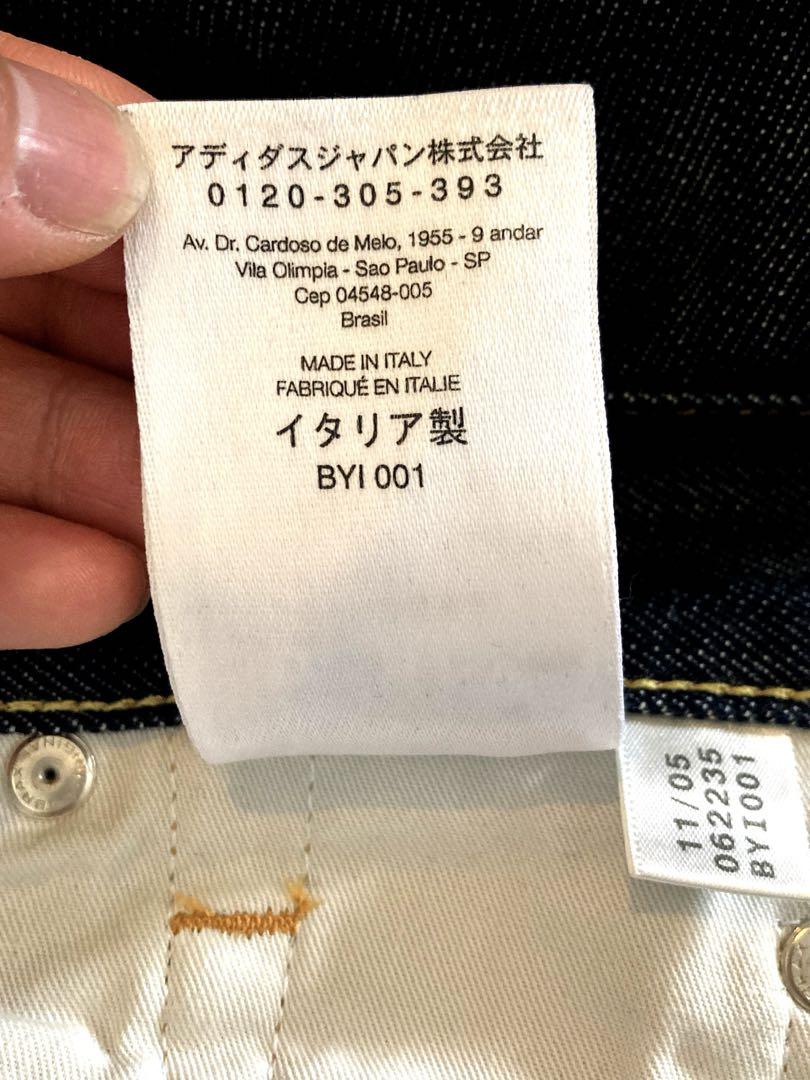 アディダスジャパン株式会社
0120-305-393
Av. Dr. Cardoso de Melo, 1955 - 9 andar
Vila Olimpia - Sao Paulo - SP
Cep 04548-005
Brasil
MADE IN ITALY
FABRIQUÉ EN ITALIE
イタリア製
BYI 001
11/05
062235
BYI001